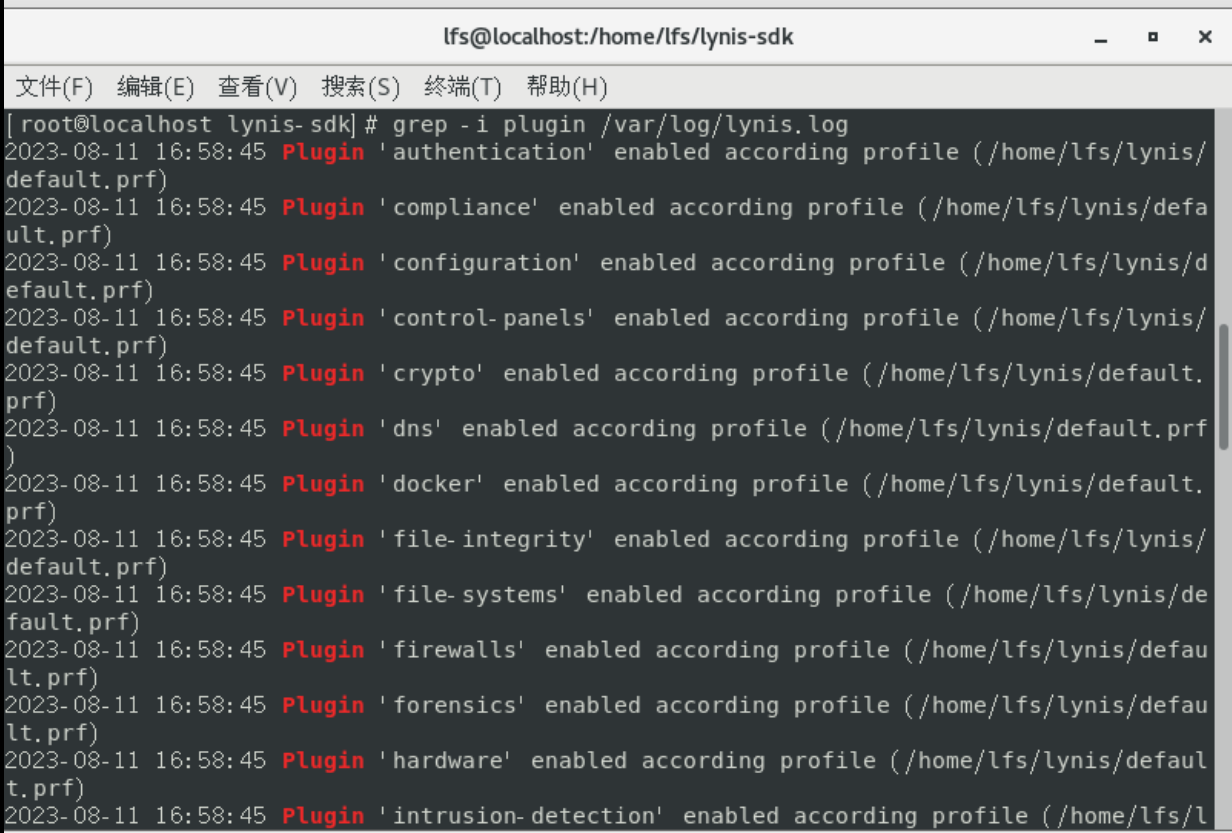 lfs@localhost:/home/lfs/lynis-sdk
文件(F) 编辑(E) 查看(V) 搜索(S) 终端(T) 帮助(H)
[root@localhost lynis-sdk]# grep -i plugin /var/log/lynis.log
2023-08-11 16:58:45 Plugin 'authentication' enabled according profile (/home/lfs/lynis/
default.prf)
2023-08-11 16:58:45 Plugin 'compliance' enabled according profile (/home/lfs/lynis/defa
ult.prf)
2023-08-11 16:58:45 Plugin 'configuration' enabled according profile (/home/lfs/lynis/d
efault.prf)
2023-08-11 16:58:45 Plugin 'control-panels' enabled according profile (/home/lfs/lynis/
default.prf)
2023-08-11 16:58:45 Plugin 'crypto' enabled according profile (/home/lfs/lynis/default.
prf)
2023-08-11 16:58:45 Plugin 'dns' enabled according profile (/home/lfs/lynis/default.prf
)
2023-08-11 16:58:45 Plugin 'docker' enabled according profile (/home/lfs/lynis/default.
prf)
2023-08-11 16:58:45 Plugin 'file-integrity' enabled according profile (/home/lfs/lynis/
default.prf)
2023-08-11 16:58:45 Plugin 'file-systems' enabled according profile (/home/lfs/lynis/de
fault.prf)
2023-08-11 16:58:45 Plugin 'firewalls' enabled according profile (/home/lfs/lynis/defau
lt.prf)
2023-08-11 16:58:45 Plugin 'forensics' enabled according profile (/home/lfs/lynis/defau
lt.prf)
2023-08-11 16:58:45 Plugin 'hardware' enabled according profile (/home/lfs/lynis/defaul
t.prf)
2023-08-11 16:58:45 Plugin 'intrusion-detection' enabled according profile (/home/lfs/l